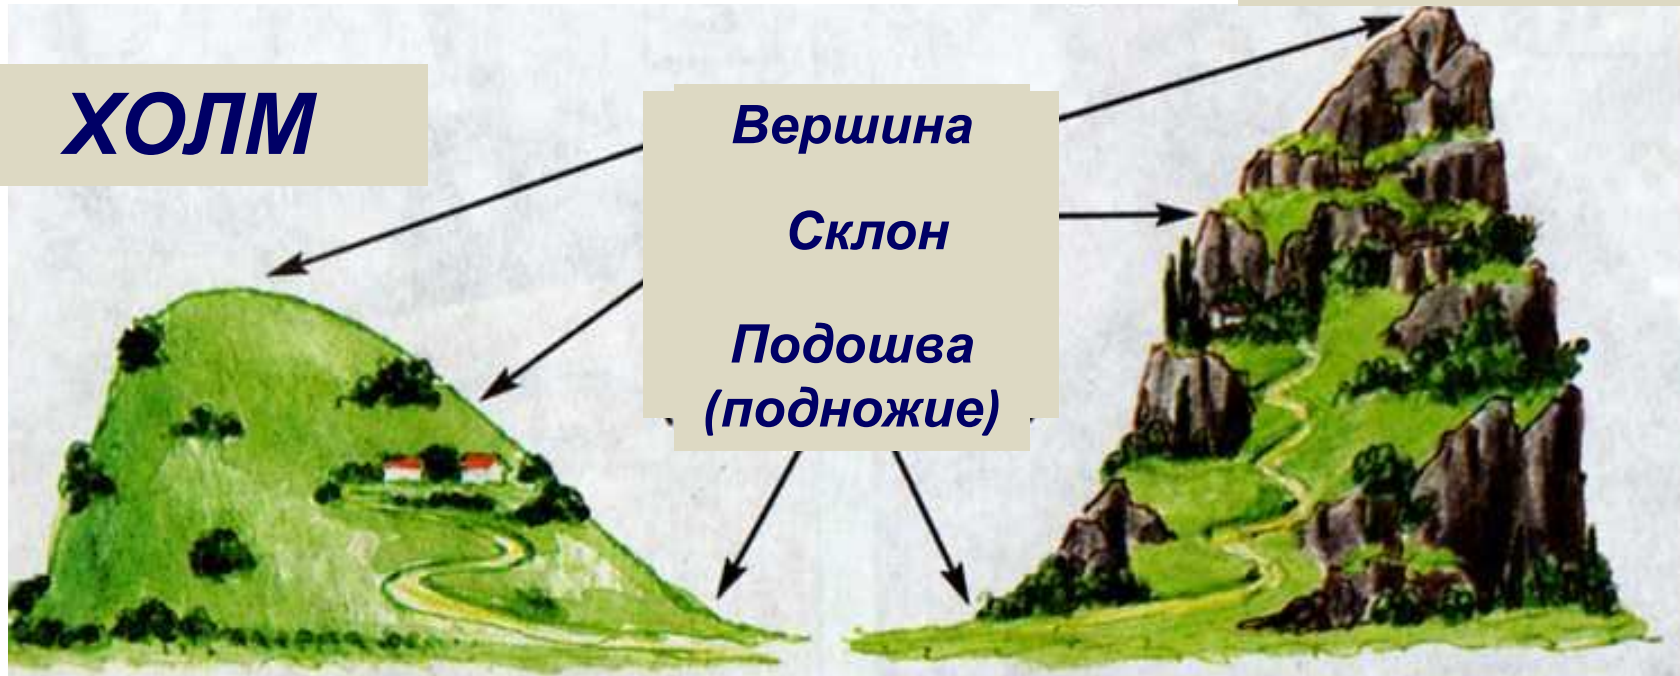 ХОЛМ
Вершина
Склон
Подошва
(подножие)